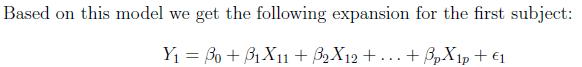 Based on this model we get the following expansion for the first subject:
Y₁ = β₀ + β₁X₁₁ + β₂X₁₂ + . . . + βₚX₁ₚ + ϵ₁